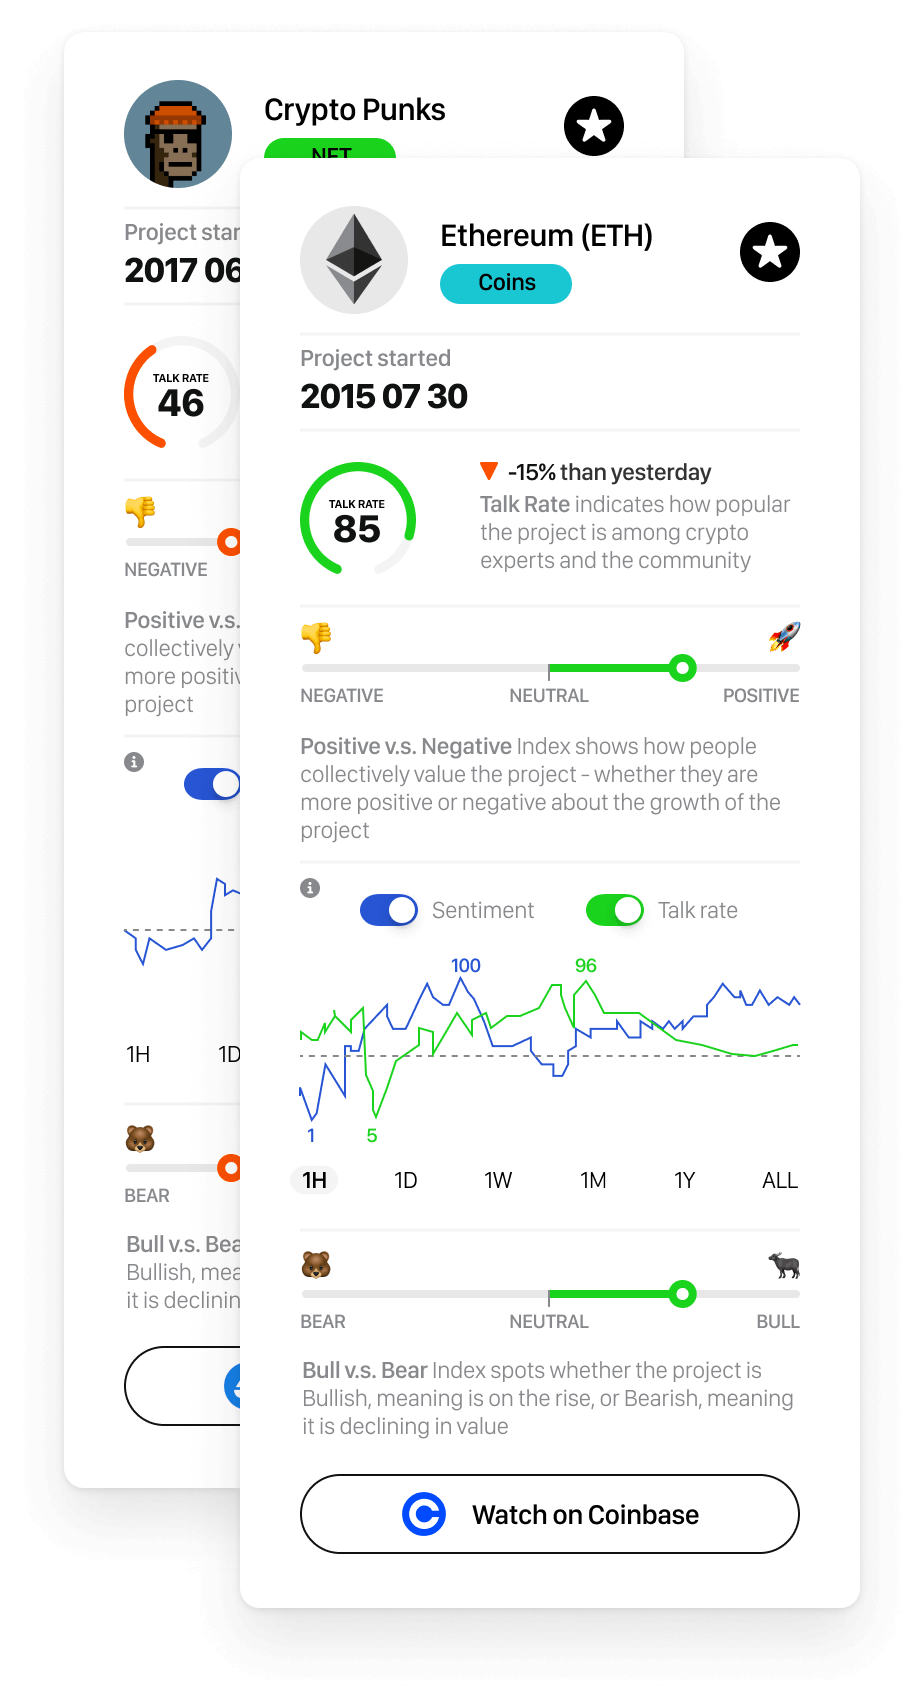 Crypto Punks
NFT
Project star
2017 06
TALK RATE
46
NEGATIVE
Positive v.s.
collectively
more positiv
project
1H
1D
BEAR
Bull v.s. Bea
Bullish, mea
it is declinin
Ethereum (ETH)
Coins
Project started
2015 07 30
TALK RATE
85
-15% than yesterday
Talk Rate indicates how popular
the project is among crypto
experts and the community
NEGATIVE NEUTRAL POSITIVE
Positive v.s. Negative Index shows how people
collectively value the project - whether they are
more positive or negative about the growth of the
project
Sentiment Talk rate
100 96
1 5
1H 1D 1W 1M 1Y ALL
BEAR NEUTRAL BULL
Bull v.s. Bear Index spots whether the project is
Bullish, meaning is on the rise, or Bearish, meaning
it is declining in value
Watch on Coinbase